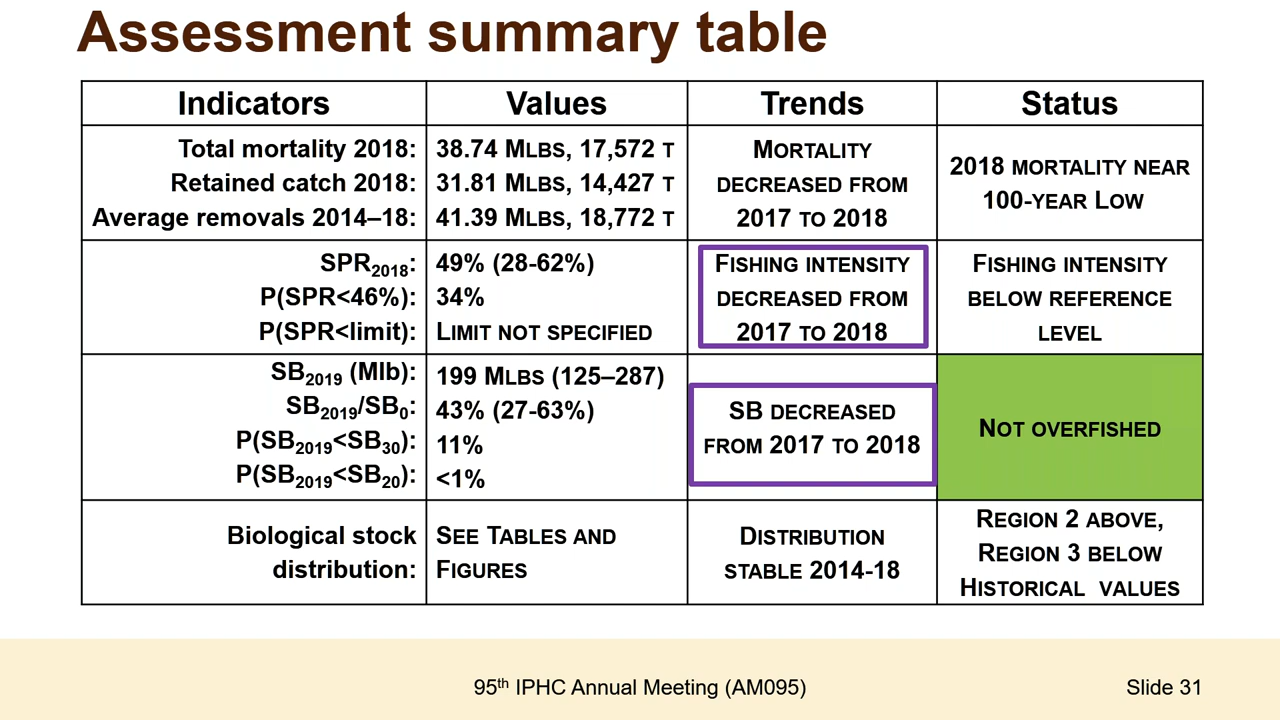 Assessment summary table
Indicators
Values
Trends
Status
Total mortality 2018:
Retained catch 2018:
Average removals 2014–18:
38.74 MLBS, 17,572 T
31.81 MLBS, 14,427 T
41.39 MLBS, 18,772 T
MORTALITY
DECREASED FROM
2017 TO 2018
2018 MORTALITY NEAR
100-YEAR LOW
SPR2018:
P(SPR<46%):
P(SPR<limit):
49% (28-62%)
34%
LIMIT NOT SPECIFIED
FISHING INTENSITY
DECREASED FROM
2017 TO 2018
FISHING INTENSITY
BELOW REFERENCE
LEVEL
SB2019 (Mlb):
SB2019/SB0:
P(SB2019<SB30):
P(SB2019<SB20):
199 MLBS (125–287)
43% (27-63%)
11%
<1%
SB DECREASED
FROM 2017 TO 2018
NOT OVERFISHED
Biological stock
distribution:
SEE TABLES AND
FIGURES
DISTRIBUTION
STABLE 2014-18
REGION 2 ABOVE,
REGION 3 BELOW
HISTORICAL VALUES
95th IPHC Annual Meeting (AM095)
Slide 31